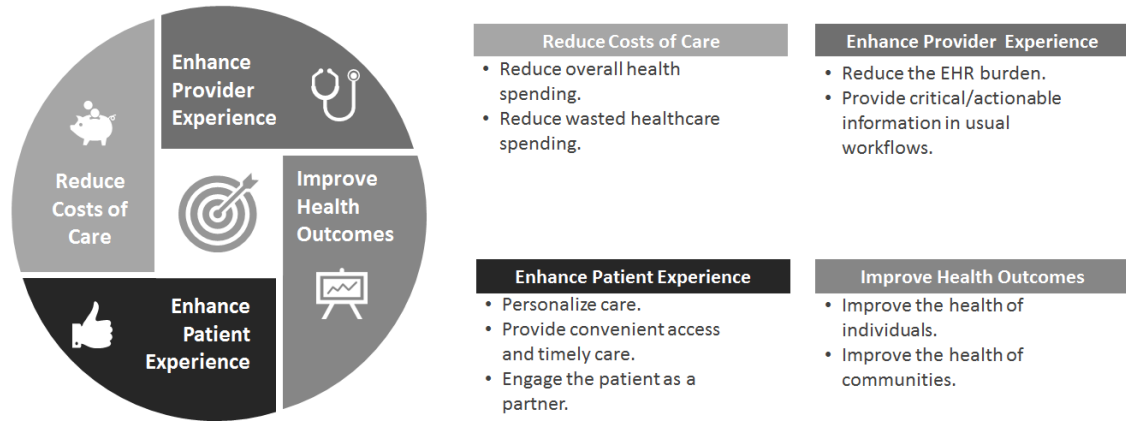 Enhance
Provider
Experience
Reduce
Costs of
Care
Improve
Health
Outcomes
Enhance
Patient
Experience
Reduce Costs of Care
• Reduce overall health
spending.
• Reduce wasted healthcare
spending.
Enhance Provider Experience
• Reduce the EHR burden.
• Provide critical/actionable
information in usual
workflows.
Enhance Patient Experience
• Personalize care.
• Provide convenient access
and timely care.
• Engage the patient as a
partner.
Improve Health Outcomes
• Improve the health of
individuals.
• Improve the health of
communities.